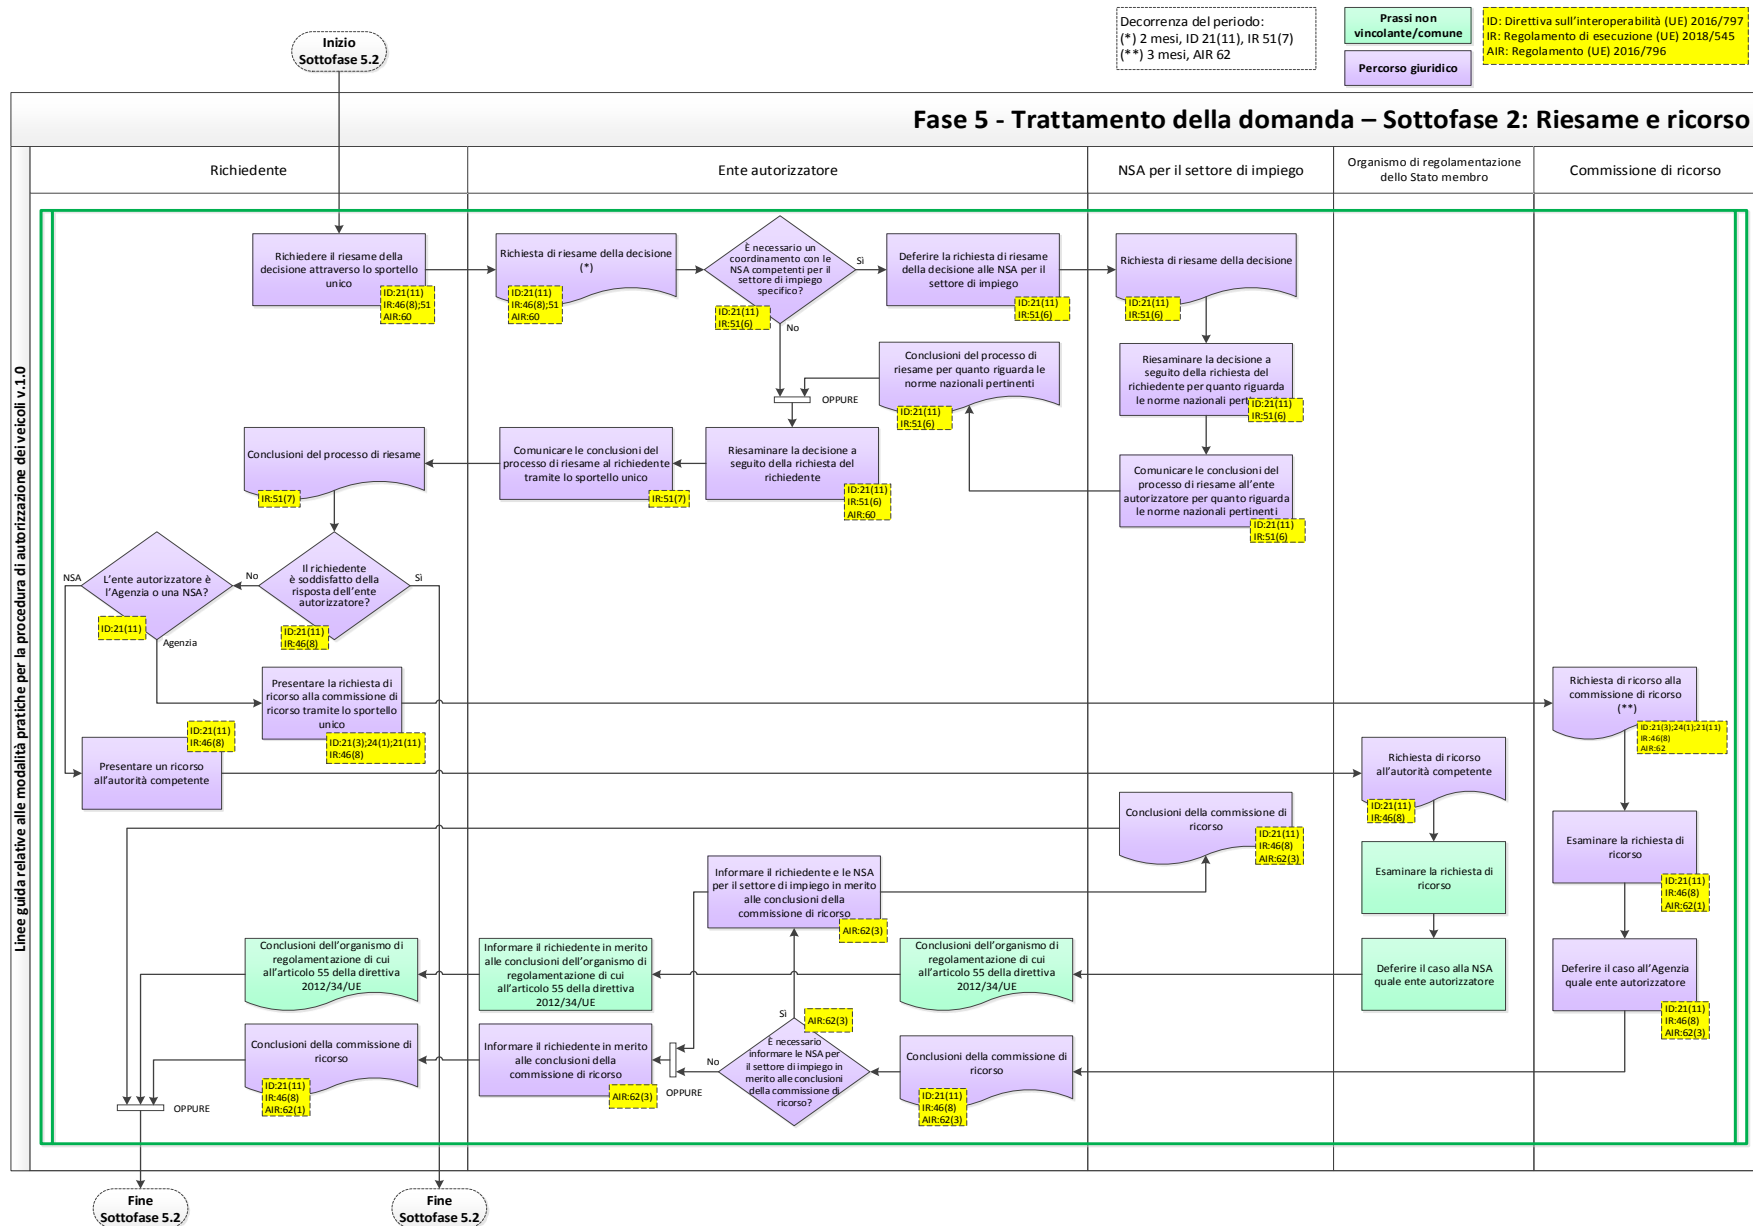 Decorrenza del periodo:
(*) 2 mesi, ID 21(11), IR 51(7)
(**) 3 mesi, AIR 62
Prassi non
vincolante/comune
Percorso giuridico
ID: Direttiva sull'interoperabilità (UE) 2016/797
IR: Regolamento di esecuzione (UE) 2018/545
AIR: Regolamento (UE) 2016/796
Inizio
Sottofase 5.2
Fase 5 - Trattamento della domanda – Sottofase 2: Riesame e ricorso
Linee guida relative alle modalità pratiche per la procedura di autorizzazione dei veicoli v.1.0
Richiedente
Ente autorizzatore
NSA per il settore di impiego
Organismo di regolamentazione
dello Stato membro
Commissione di ricorso
Richiedere il riesame della
decisione attraverso lo sportello
unico
ID:21(11)
IR:46(8);51
AIR:60
Richiesta di riesame della decisione
(*)
ID:21(11)
IR:46(8);51
AIR:60
È necessario un
coordinamento con le
NSA competenti per il
settore di impiego
specifico?
ID:21(11)
IR:51(6)
Sì
No
Deferire la richiesta di riesame
della decisione alle NSA per il
settore di impiego
ID:21(11)
IR:51(6)
Richiesta di riesame della decisione
ID:21(11)
IR:51(6)
Conclusioni del processo di
riesame per quanto riguarda le
norme nazionali pertinenti
ID:21(11)
IR:51(6)
Riesaminare la decisione a
seguito della richiesta del
richiedente per quanto riguarda
le norme nazionali pert
ID:21(11)
IR:51(6)
OPPURE
Conclusioni del processo di riesame
IR:51(7)
Comunicare le conclusioni del
processo di riesame al richiedente
tramite lo sportello unico
IR:51(7)
Riesaminare la decisione a
seguito della richiesta del
richiedente
ID:21(11)
IR:51(6)
AIR:60
Comunicare le conclusioni del
processo di riesame all'ente
autorizzatore per quanto riguarda
le norme nazionali pertinenti
ID:21(11)
IR:51(6)
NSA
L'ente autorizzatore è
l'Agenzia o una NSA?
ID:21(11)
Agenzia
No
Il richiedente
è soddisfatto della
risposta dell'ente
autorizzatore?
ID:21(11)
IR:46(8)
Sì
Presentare la richiesta di
ricorso alla commissione di
ricorso tramite lo sportello
unico
ID:21(3);24(1);21(11)
IR:46(8)
Richiesta di ricorso alla
commissione di ricorso
(**)
ID:21(3);24(1);21(11)
IR:46(8)
AIR:62
ID:21(11)
IR:46(8)
Presentare un ricorso
all'autorità competente
Richiesta di ricorso
all'autorità competente
ID:21(11)
IR:46(8)
Conclusioni della commissione di
ricorso
ID:21(11)
IR:46(8)
AIR:62(3)
Esaminare la richiesta di
ricorso
Esaminare la richiesta di
ricorso
ID:21(11)
IR:46(8)
AIR:62(1)
Informare il richiedente e le NSA
per il settore di impiego in merito
alle conclusioni della
commissione di ricorso
AIR:62(3)
Conclusioni dell'organismo di
regolamentazione di cui
all'articolo 55 della direttiva
2012/34/UE
Informare il richiedente in merito
alle conclusioni dell'organismo di
regolamentazione di cui
all'articolo 55 della direttiva
2012/34/UE
Conclusioni dell'organismo di
regolamentazione di cui
all'articolo 55 della direttiva
2012/34/UE
Deferire il caso alla NSA
quale ente autorizzatore
Deferire il caso all'Agenzia
quale ente autorizzatore
ID:21(11)
IR:46(8)
AIR:62(3)
Conclusioni della commissione di
ricorso
ID:21(11)
IR:46(8)
AIR:62(1)
Informare il richiedente in merito
alle conclusioni della
commissione di ricorso
AIR:62(3)
OPPURE
Sì
AIR:62(3)
No
È necessario
informare le NSA per
il settore di impiego in
merito alle conclusioni
della commissione di
ricorso?
Conclusioni della commissione di
ricorso
ID:21(11)
IR:46(8)
AIR:62(3)
OPPURE
Fine
Sottofase 5.2
Fine
Sottofase 5.2